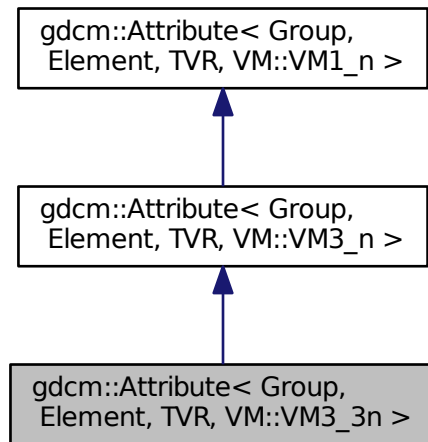 gdcm::Attribute< Group,
Element, TVR, VM::VM1_n >
gdcm::Attribute< Group,
Element, TVR, VM::VM3_n >
gdcm::Attribute< Group,
Element, TVR, VM::VM3_3n >